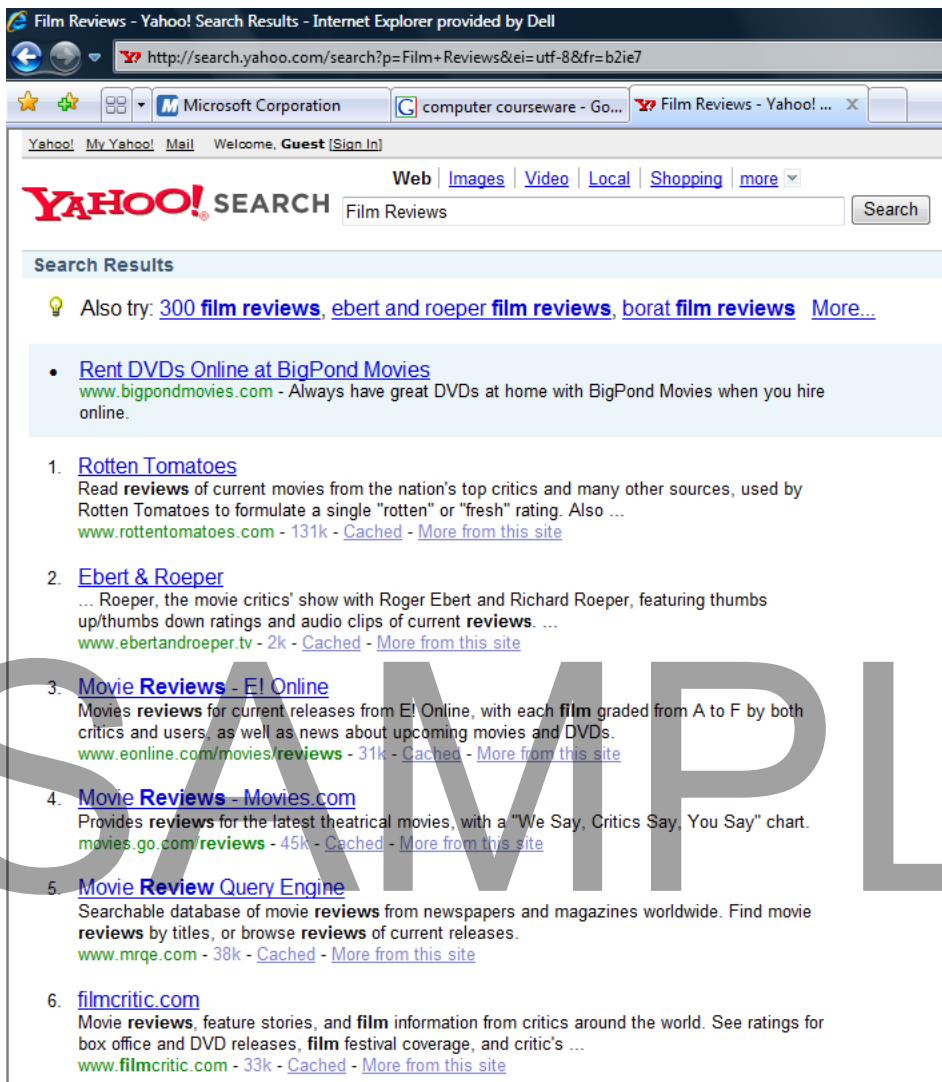 Film Reviews - Yahoo! Search Results - Internet Explorer provided by Dell
http://search.yahoo.com/search?p=Film+Reviews&ei=utf-8&fr=b2ie7
Microsoft Corporation
computer courseware - Go...
Film Reviews - Yahoo! ... X
Yahoo! My Yahoo! Mail Welcome, Guest [Sign In]
Web | Images | Video | Local | Shopping | more
YAHOO! SEARCH Film Reviews Search
Search Results
Also try: 300 film reviews, ebert and roeper film reviews, borat film reviews More...
• Rent DVDs Online at BigPond Movies
www.bigpondmovies.com - Always have great DVDs at home with BigPond Movies when you hire
online.
1. Rotten Tomatoes
Read reviews of current movies from the nation's top critics and many other sources, used by
Rotten Tomatoes to formulate a single "rotten" or "fresh" rating. Also ...
www.rottentomatoes.com - 131k - Cached - More from this site
2. Ebert & Roeper
... Roeper, the movie critics' show with Roger Ebert and Richard Roeper, featuring thumbs
up/thumbs down ratings and audio clips of current reviews. ...
www.ebertandroeper.tv - 2k - Cached - More from this site
3. Movie Reviews - E! Online
Movies reviews for current releases from E! Online, with each film graded from A to F by both
critics and users, as well as news about upcoming movies and DVDs.
www.eonline.com/movies/reviews - 31k - Cached - More from this site
4. Movie Reviews - Movies.com
Provides reviews for the latest theatrical movies, with a "We Say, Critics Say, You Say" chart.
movies.go.com/reviews - 45k - Cached - More from this site
5. Movie Review Query Engine
Searchable database of movie reviews from newspapers and magazines worldwide. Find movie
reviews by titles, or browse reviews of current releases.
www.mrqe.com - 38k - Cached - More from this site
6. filmcritic.com
Movie reviews, feature stories, and film information from critics around the world. See ratings for
box office and DVD releases, film festival coverage, and critic's ...
www.filmcritic.com - 33k - Cached - More from this site
SAMPL